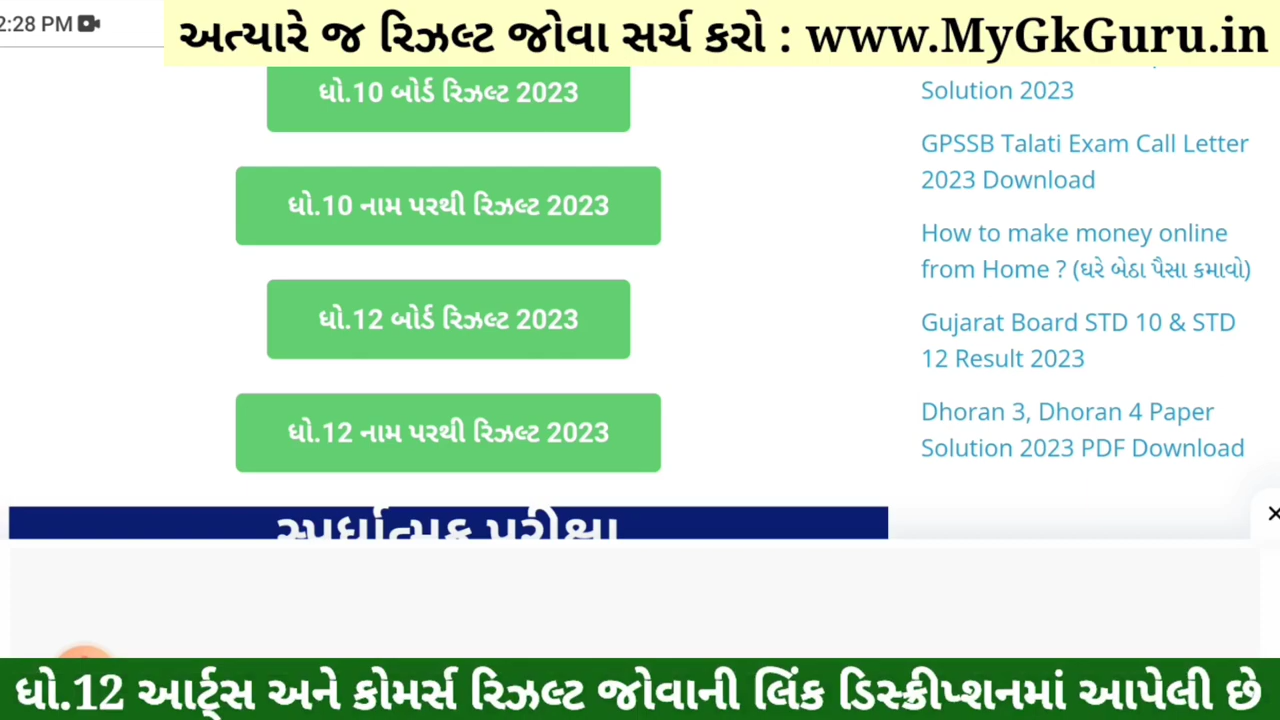 2:28 PM
અત્યારે જ રિઝલ્ટ જોવા સર્ચ કરો : www.MyGkGuru.in
ધો.10 બોર્ડ રિઝલ્ટ 2023
ધો.10 નામ પરથી રિઝલ્ટ 2023
ધો.12 બોર્ડ રિઝલ્ટ 2023
ધો.12 નામ પરથી રિઝલ્ટ 2023
સ્પર્ધાત્મક પરીક્ષા
Solution 2023
GPSSB Talati Exam Call Letter
2023 Download
How to make money online
from Home ? (ઘરે બેઠા પૈસા કમાવો)
Gujarat Board STD 10 & STD
12 Result 2023
Dhoran 3, Dhoran 4 Paper
Solution 2023 PDF Download
ધો.12 આર્ટ્સ અને કોમર્સ રિઝલ્ટ જોવાની લિંક ડિસ્ક્રીપ્શનમાં આપેલી છે